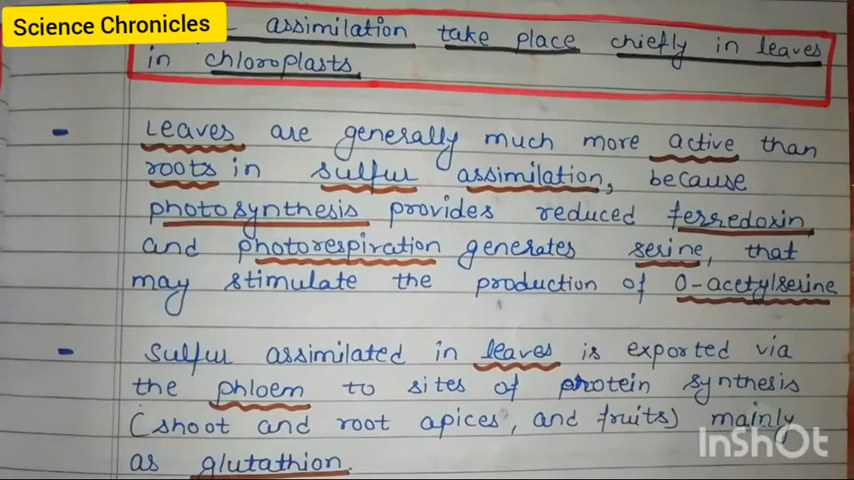 Science Chronicles
assimilation take place chiefly in leaves
in chloroplasts
- Leaves are generally much more active than
roots in sulfur assimilation, because
photosynthesis provides reduced ferredoxin
and photorespiration generates serine, that
may stimulate the production of O-acetylserine
- Sulfur assimilated in leaves is exported via
the phloem to sites of protein synthesis
(shoot and root apices, and fruits) mainly
as glutathion.
InShOt